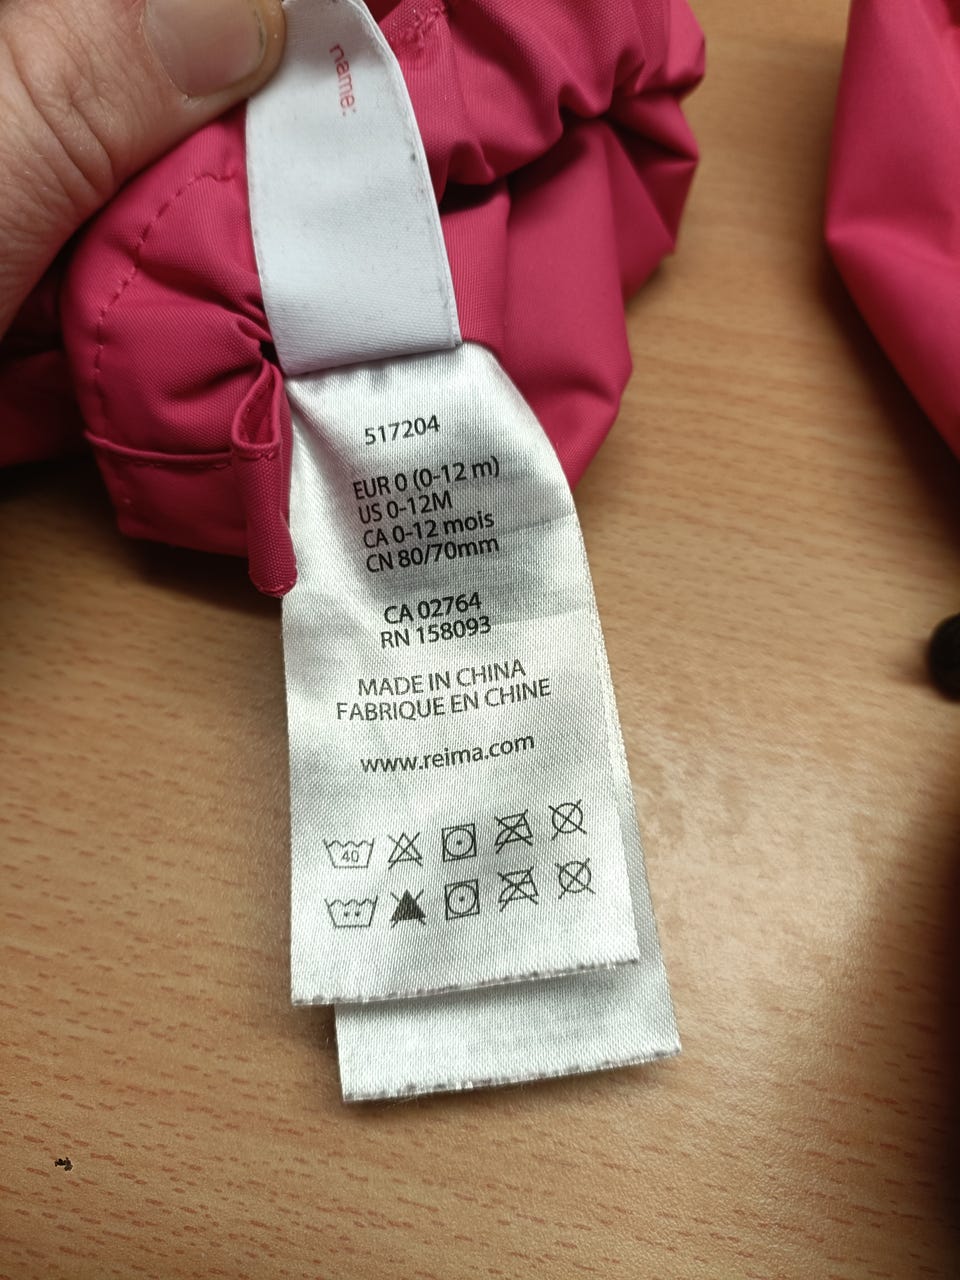 name:
517204
EUR 0 (0-12 m)
US 0-12M
CA 0-12 mois
CN 80/70mm
CA 02764
RN 158093
MADE IN CHINA
FABRIQUE EN CHINE
www.reima.com
40